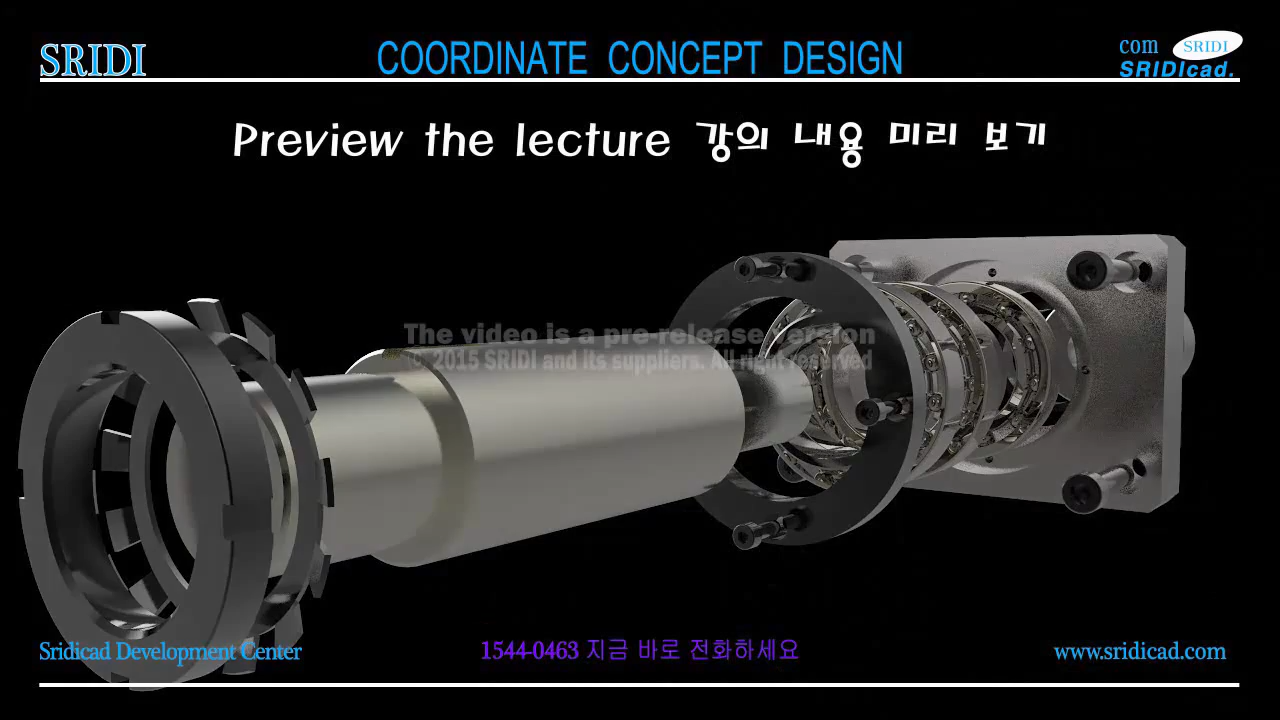 SRIDI
COORDINATE CONCEPT DESIGN
com SRIDI
SRIDIcad.
Preview the lecture 강의 내용 미리 보기
The video is a pre-release version
© 2015 SRIDI and its suppliers. All right reserved
Sridicad Development Center
1544-0463 지금 바로 전화하세요
www.sridicad.com